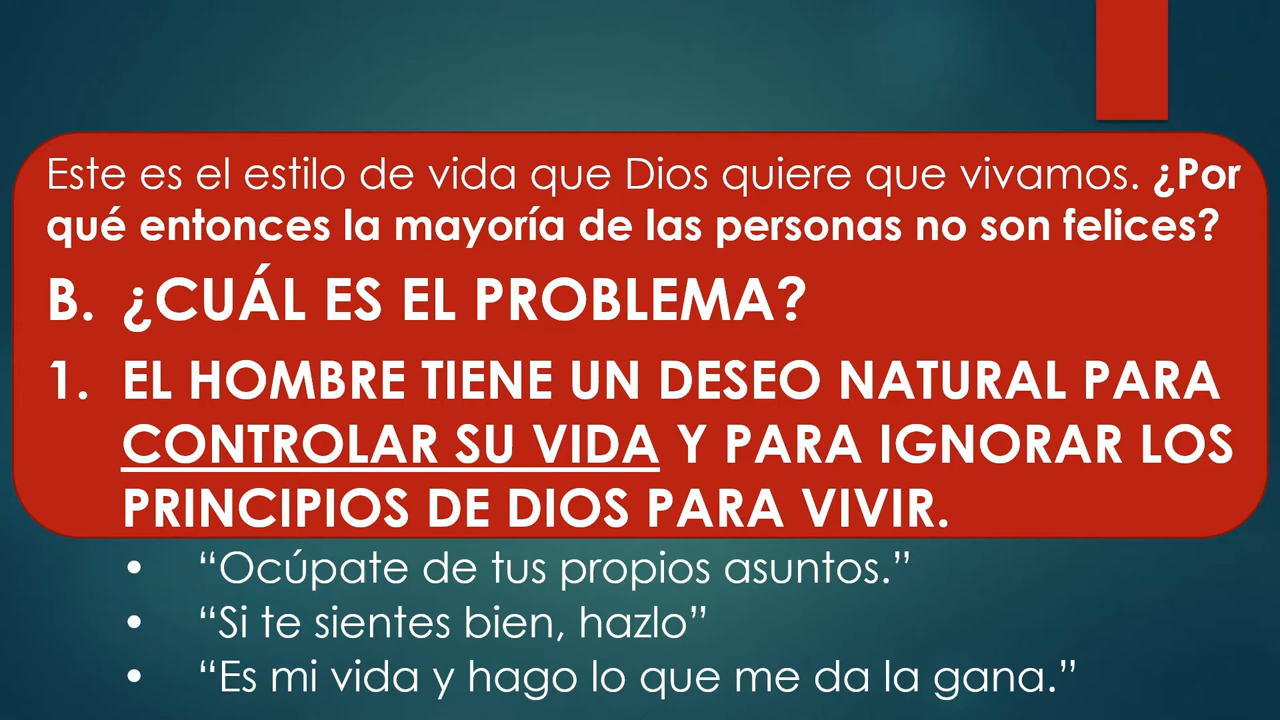 Este es el estilo de vida que Dios quiere que vivamos. ¿Por
qué entonces la mayoría de las personas no son felices?
B. ¿CUÁL ES EL PROBLEMA?
1. EL HOMBRE TIENE UN DESEO NATURAL PARA
CONTROLAR SU VIDA Y PARA IGNORAR LOS
PRINCIPIOS DE DIOS PARA VIVIR.
• “Ocúpate de tus propios asuntos.”
• “Si te sientes bien, hazlo”
• “Es mi vida y hago lo que me da la gana.”